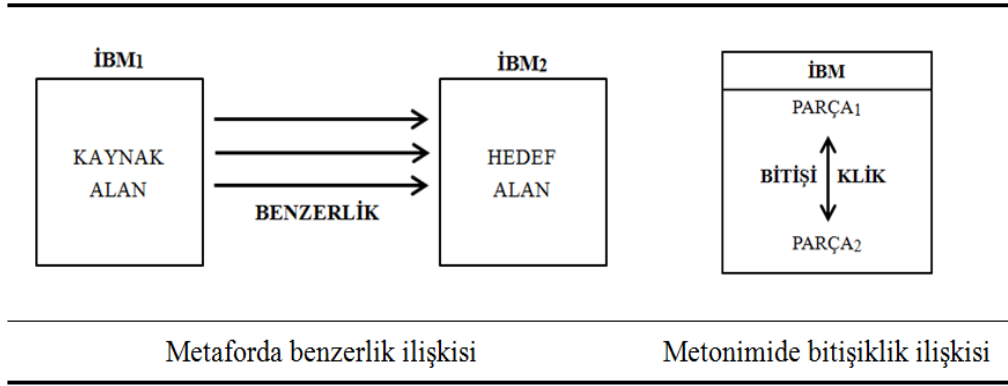 İBM1
KAYNAK
ALAN
BENZERLİK
İBM2
HEDEF
ALAN
İBM
PARÇA1
BİTİŞİ KLİK
PARÇA2
Metaforda benzerlik ilişkisi
Metonimide bitişiklik ilişkisi